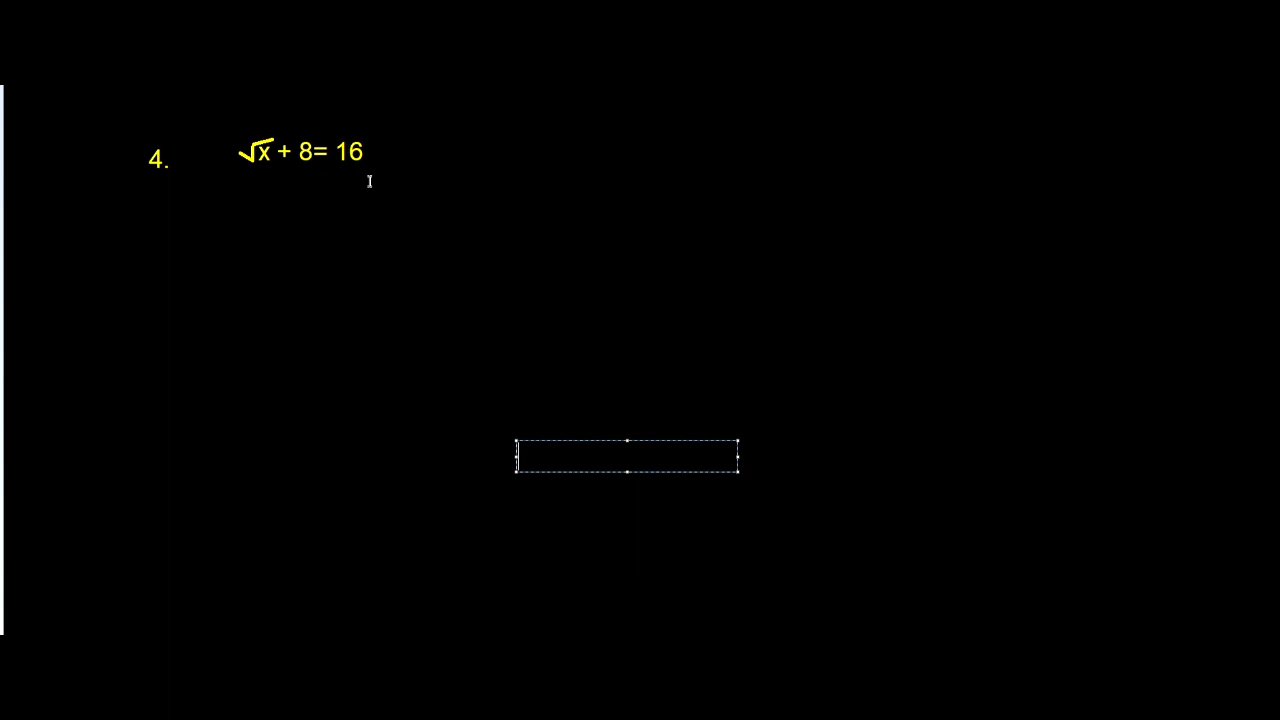 4. √x + 8= 16